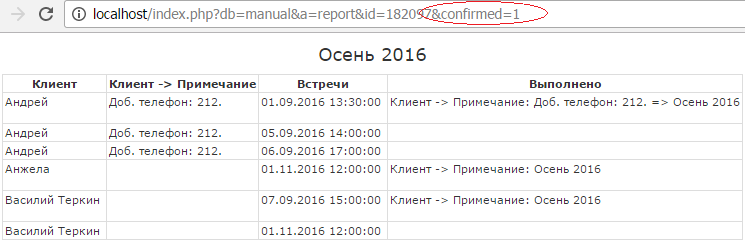 localhost/index.php?db=manual&a=report&id=182097&confirmed=1
Осень 2016
Клиент Клиент -> Примечание Встречи Выполнено
Андрей Доб. телефон: 212. 01.09.2016 13:30:00 Клиент -> Примечание: Доб. телефон: 212. => Осень 2016
Андрей Доб. телефон: 212. 05.09.2016 14:00:00
Андрей Доб. телефон: 212. 06.09.2016 17:00:00
Анжела 01.11.2016 12:00:00 Клиент -> Примечание: Осень 2016
Василий Теркин 07.09.2016 15:00:00 Клиент -> Примечание: Осень 2016
Василий Теркин 01.11.2016 12:00:00